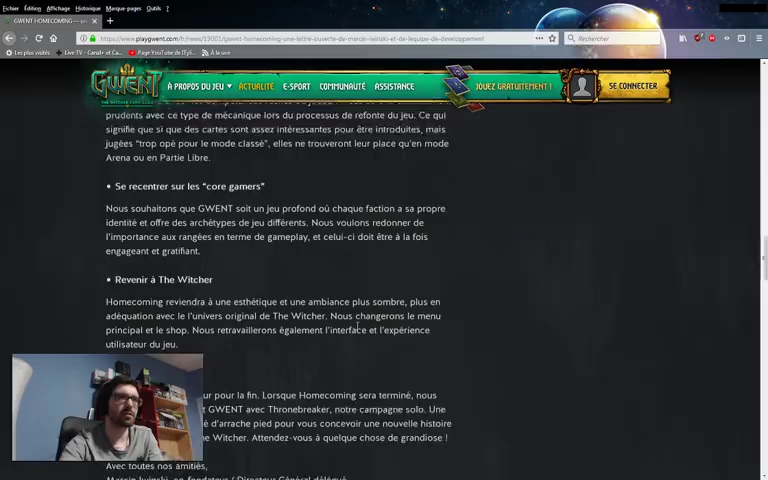 Fichier Édition Affichage Historique Marque-pages Outils ?
GWENT HOMECOMING —
https://www.playgwent.com/fr/news/19001/gwent-homecoming-une-lettre-ouverte-de-marcin-iwinski-et-de-lequipe-de-developpement
Rechercher
Les plus visités Live TV - Canal+ et Ca... Page YouTube de ITyls... À la une
GWENT
À PROPOS DU JEU ACTUALITÉ E-SPORT COMMUNAUTÉ ASSISTANCE JOUEZ GRATUITEMENT ! SE CONNECTER
prudents avec ce type de mécanique lors du processus de refonte du jeu. Ce qui
signifie que si que des cartes sont assez intéressantes pour être introduites, mais
jugées “trop opé pour le mode classé”, elles ne trouveront leur place qu'en mode
Arena ou en Partie Libre.
• Se recentrer sur les “core gamers”
Nous souhaitons que GWENT soit un jeu profond où chaque faction a sa propre
identité et offre des archétypes de jeu différents. Nous voulons redonner de
l'importance aux rangées en terme de gameplay, et celui-ci doit être à la fois
engageant et gratifiant.
• Revenir à The Witcher
Homecoming reviendra à une esthétique et une ambiance plus sombre, plus en
adéquation avec le l'univers original de The Witcher. Nous changerons le menu
principal et le shop. Nous retravaillerons également l'interface et l'expérience
utilisateur du jeu.
ur pour la fin. Lorsque Homecoming sera terminé, nous
t GWENT avec Thronebreaker, notre campagne solo. Une
é d'arrache pied pour vous concevoir une nouvelle histoire
he Witcher. Attendez-vous à quelque chose de grandiose !
Avec toutes nos amitiés,
Marcin Iwinski, co-fondateur / Directeur Général délégué